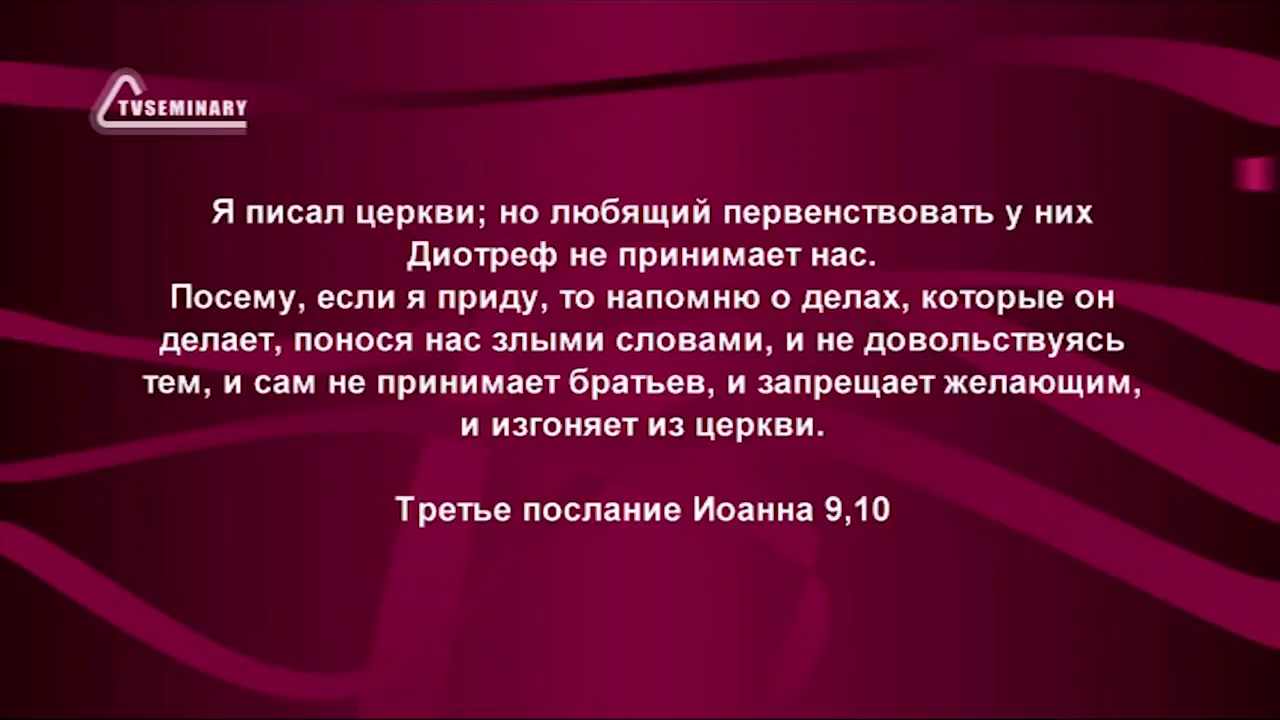 TVSEMINARY
Я писал церкви; но любящий первенствовать у них
Диотреф не принимает нас.
Посему, если я приду, то напомню о делах, которые он
делает, понося нас злыми словами, и не довольствуясь
тем, и сам не принимает братьев, и запрещает желающим,
и изгоняет из церкви.
Третье послание Иоанна 9,10